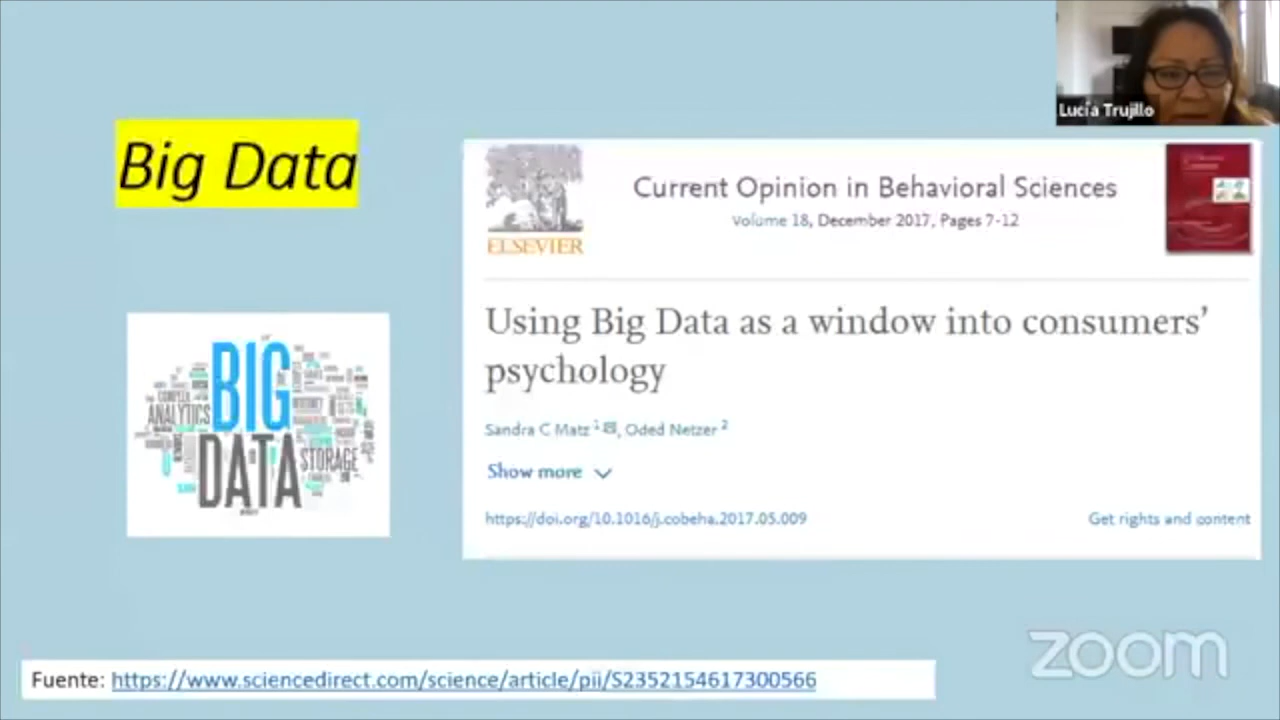 Lucía Trujillo
Big Data
ELSEVIER
Current Opinion in Behavioral Sciences
Volume 18, December 2017, Pages 7-12
Using Big Data as a window into consumers'
psychology
Sandra C Matz 1 ✉, Oded Netzer 2
Show more
https://doi.org/10.1016/j.cobeha.2017.05.009
Get rights and content
BIG
ANALYTICS
DATA
STORAGE
zoom
Fuente: https://www.sciencedirect.com/science/article/pii/S2352154617300566